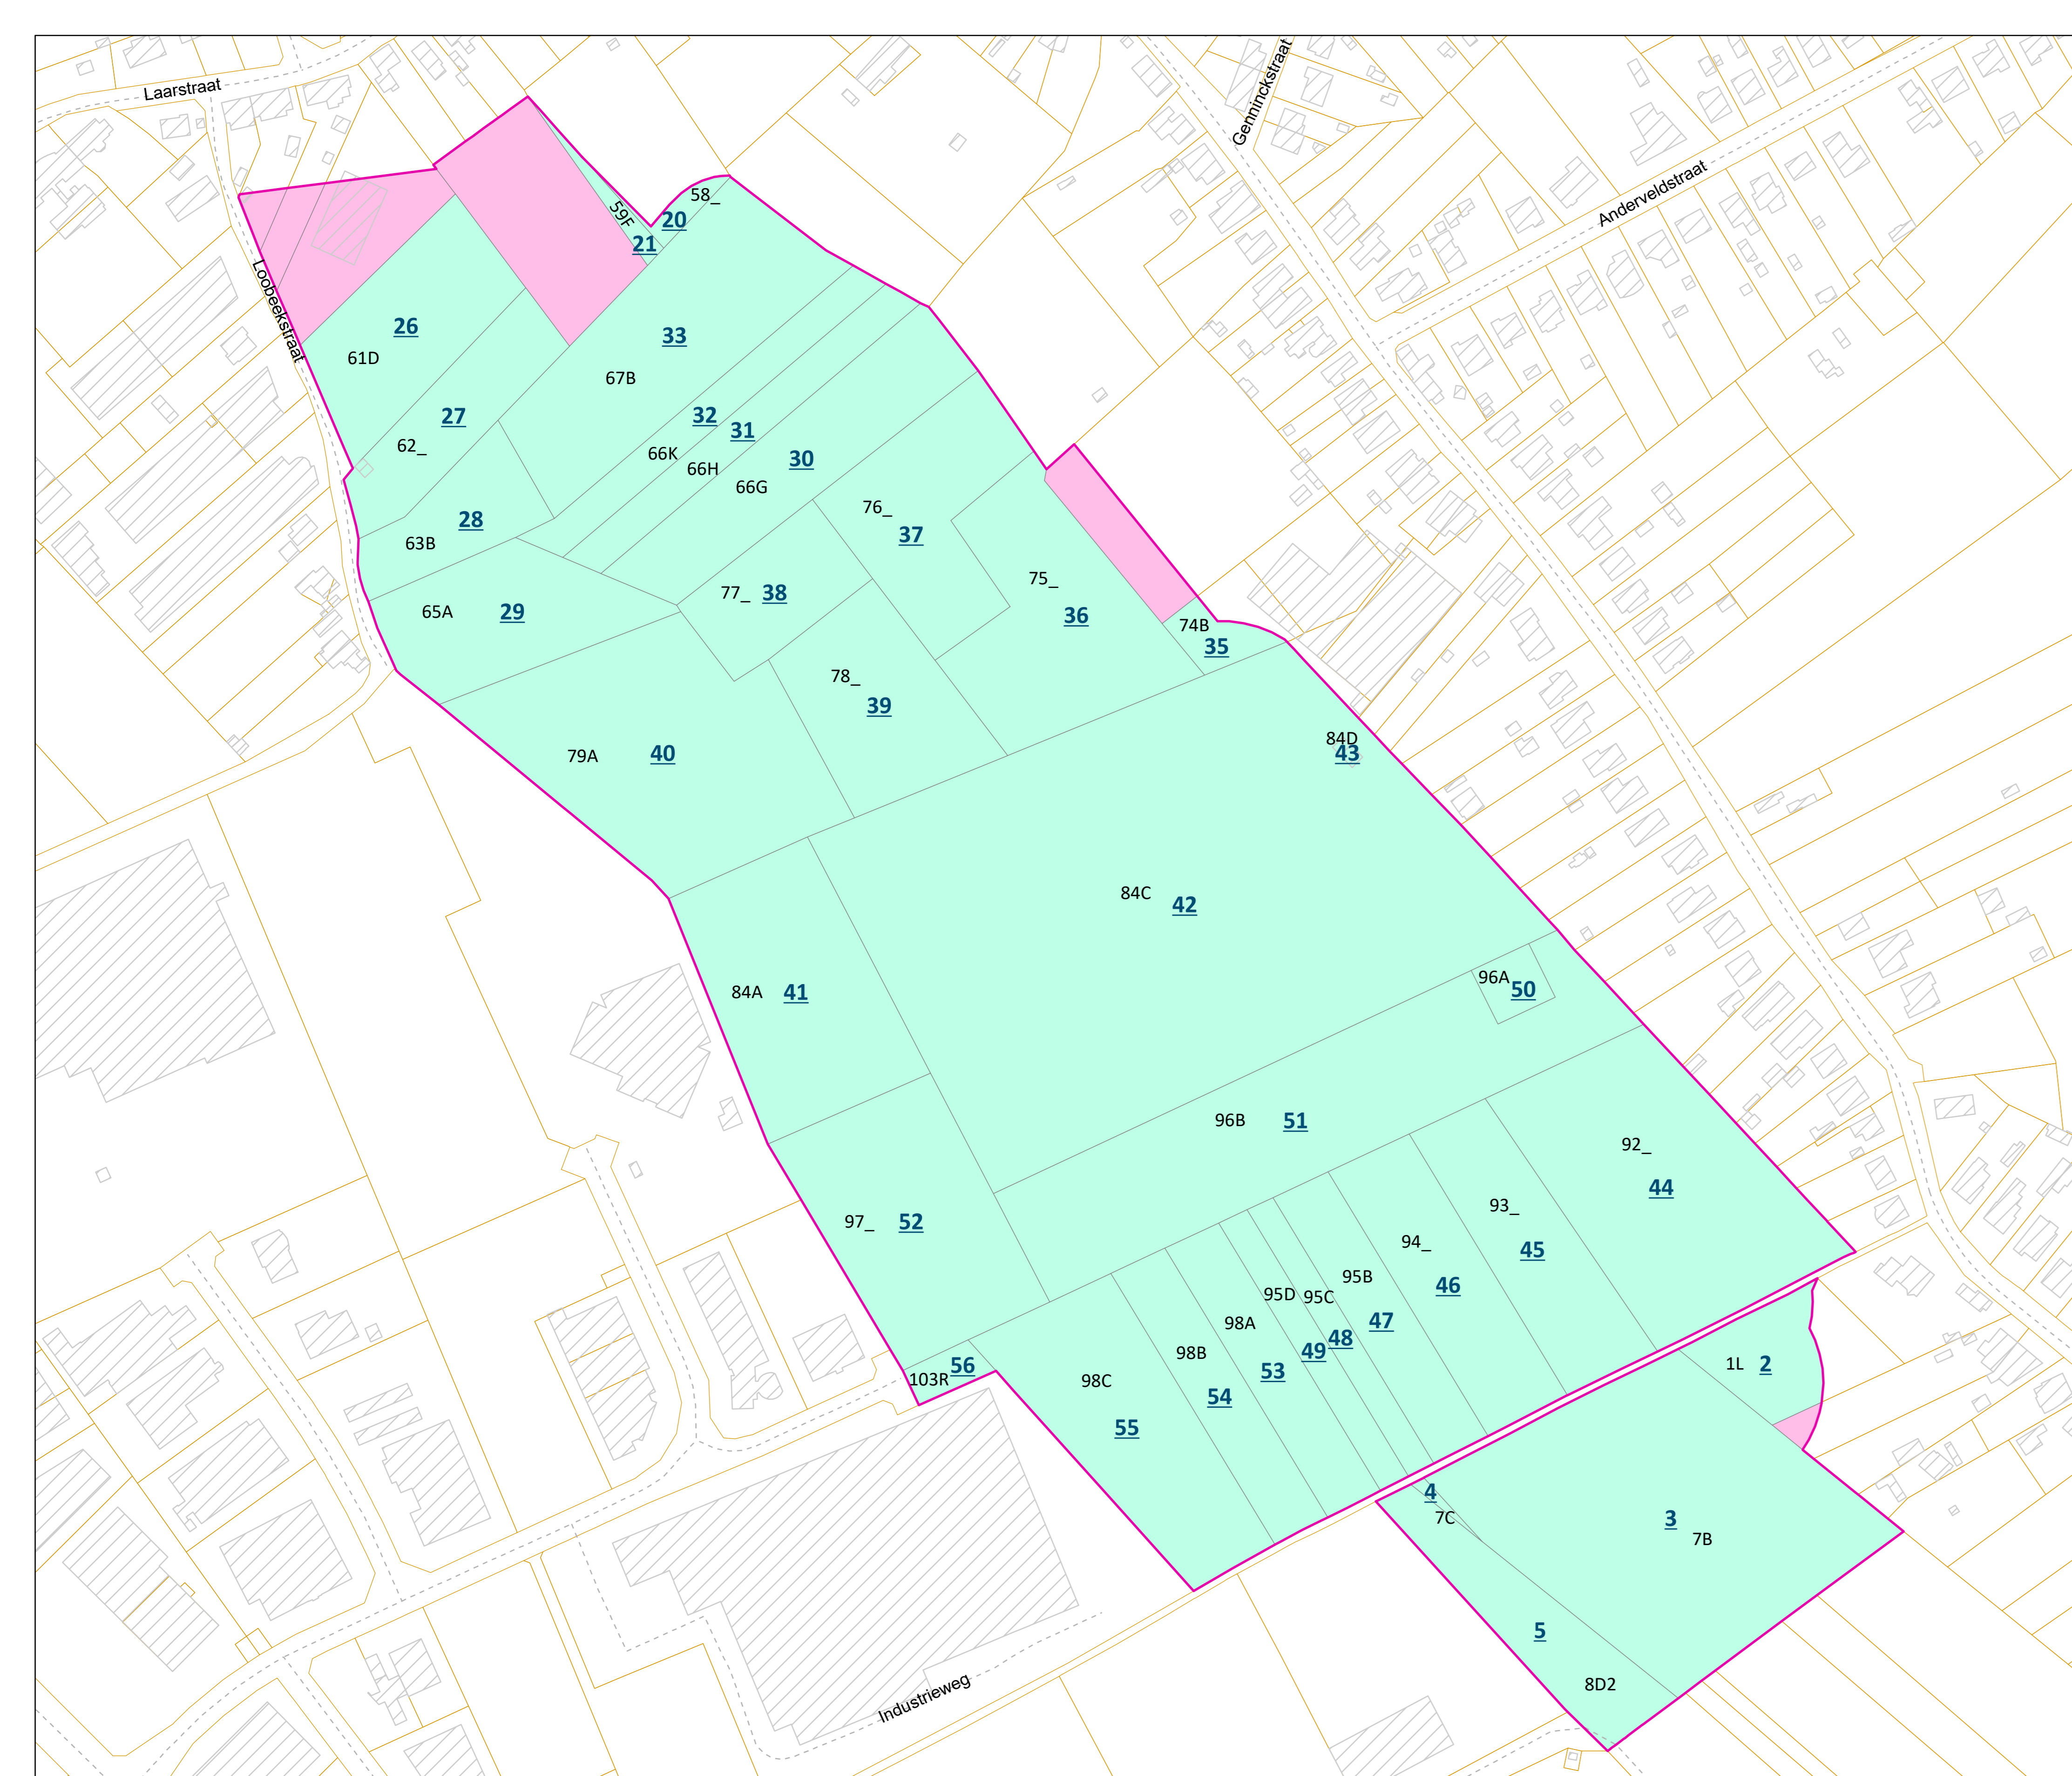 Laarstraat
Genninckstraat
Anderveldstraat
Loobeekstraat
58_
59F
20
21
26
61D
33
67B
27
62_
32
31
66K
66H
30
66G
28
63B
76_
37
75_
36
74B
35
77_
38
65A
29
78_
39
79A
40
84D
43
84C
42
84A
41
96A
50
96B
51
92_
44
97_
52
93_
45
94_
46
95B
95D
95C
47
98A
48
49
98B
53
56
103R
98C
54
55
1L
2
4
7C
3
7B
5
8D2
Industrieweg